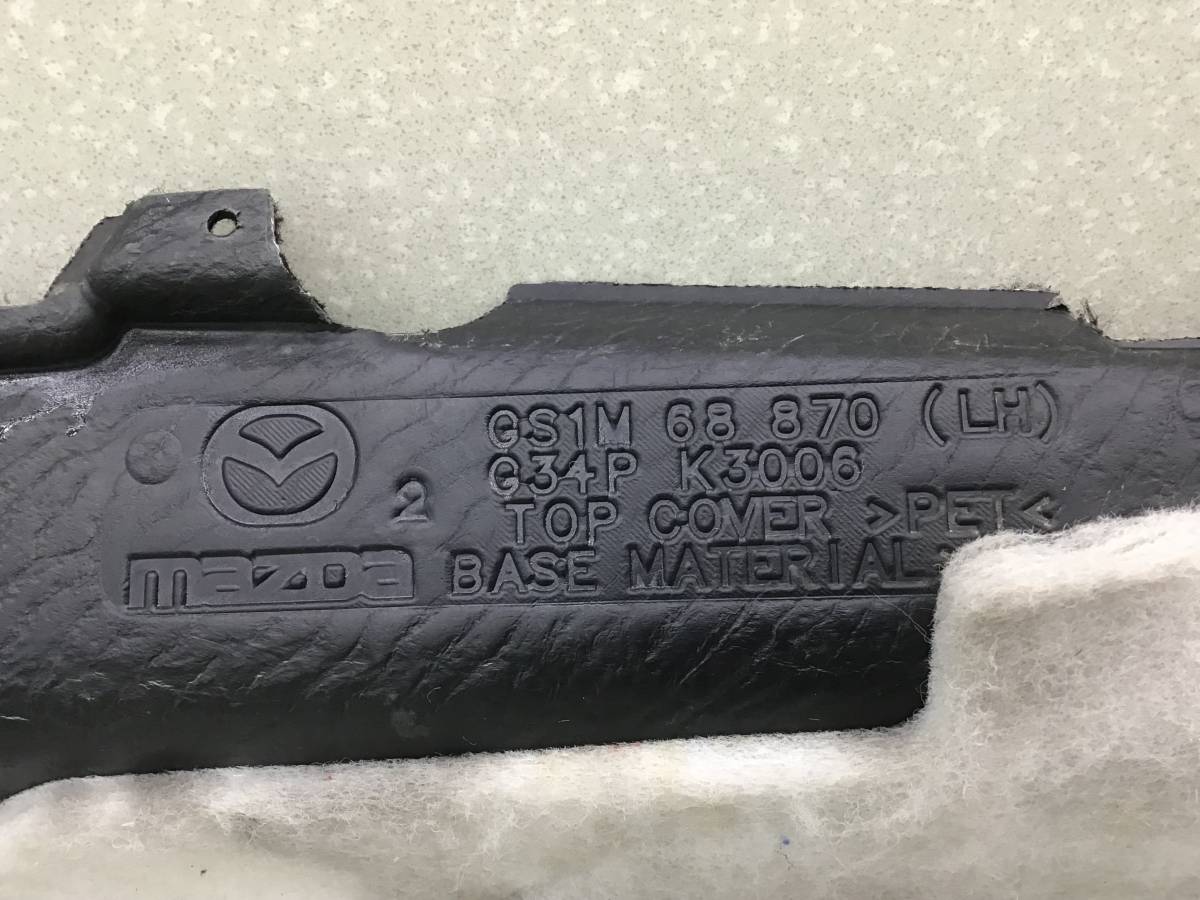 GS1M 68 870 (LH)
G34P K3006
2
TOP COVER >PET<
mazda
BASE MATERIAL